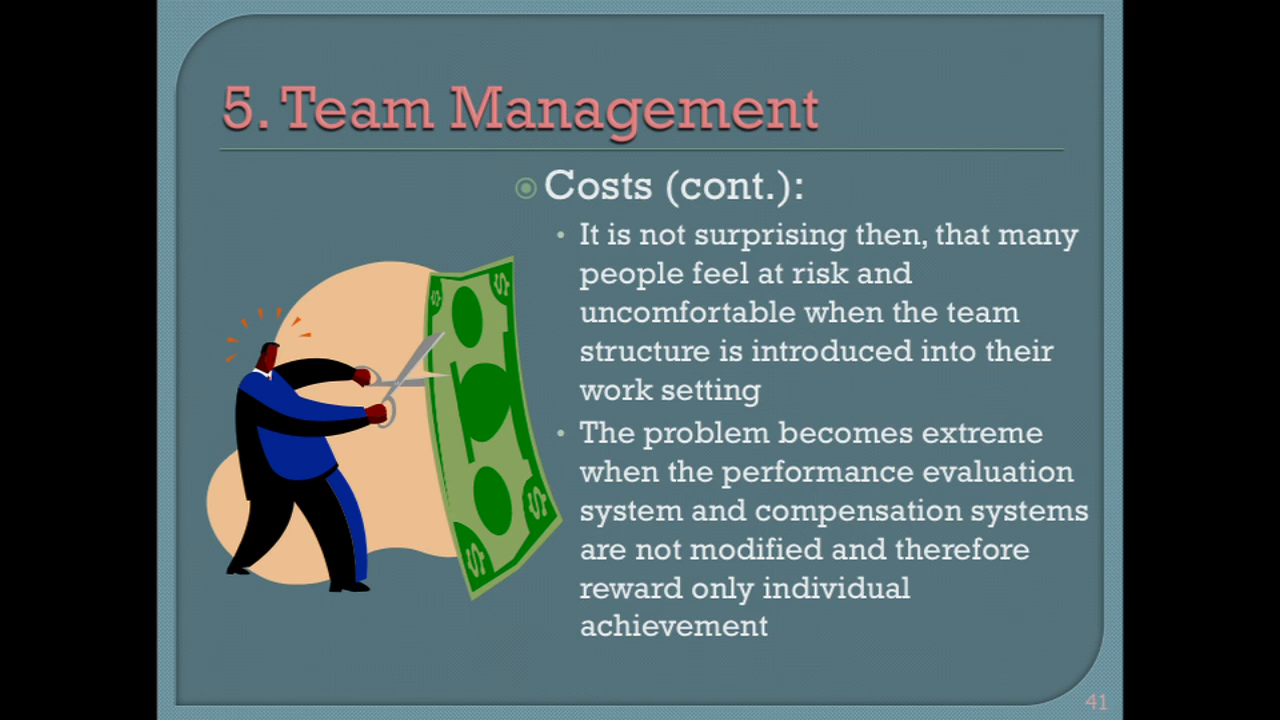 5. Team Management
Costs (cont.):
• It is not surprising then, that many
people feel at risk and
uncomfortable when the team
structure is introduced into their
work setting
• The problem becomes extreme
when the performance evaluation
system and compensation systems
are not modified and therefore
reward only individual
achievement
$
$
$
$
41